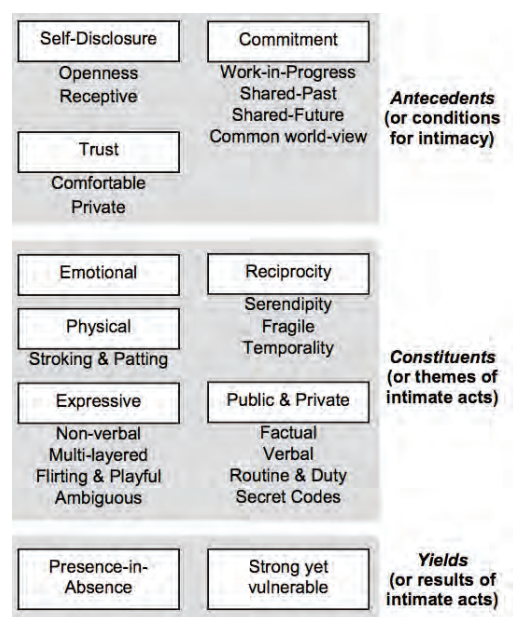 Self-Disclosure
Openness
Receptive
Trust
Comfortable
Private
Commitment
Work-in-Progress
Shared-Past
Shared-Future
Common world-view
Antecedents
(or conditions
for intimacy)
Emotional
Physical
Stroking & Patting
Expressive
Non-verbal
Multi-layered
Flirting & Playful
Ambiguous
Reciprocity
Serendipity
Fragile
Temporality
Public & Private
Factual
Verbal
Routine & Duty
Secret Codes
Constituents
(or themes of
intimate acts)
Presence-in-
Absence
Strong yet
vulnerable
Yields
(or results of
intimate acts)